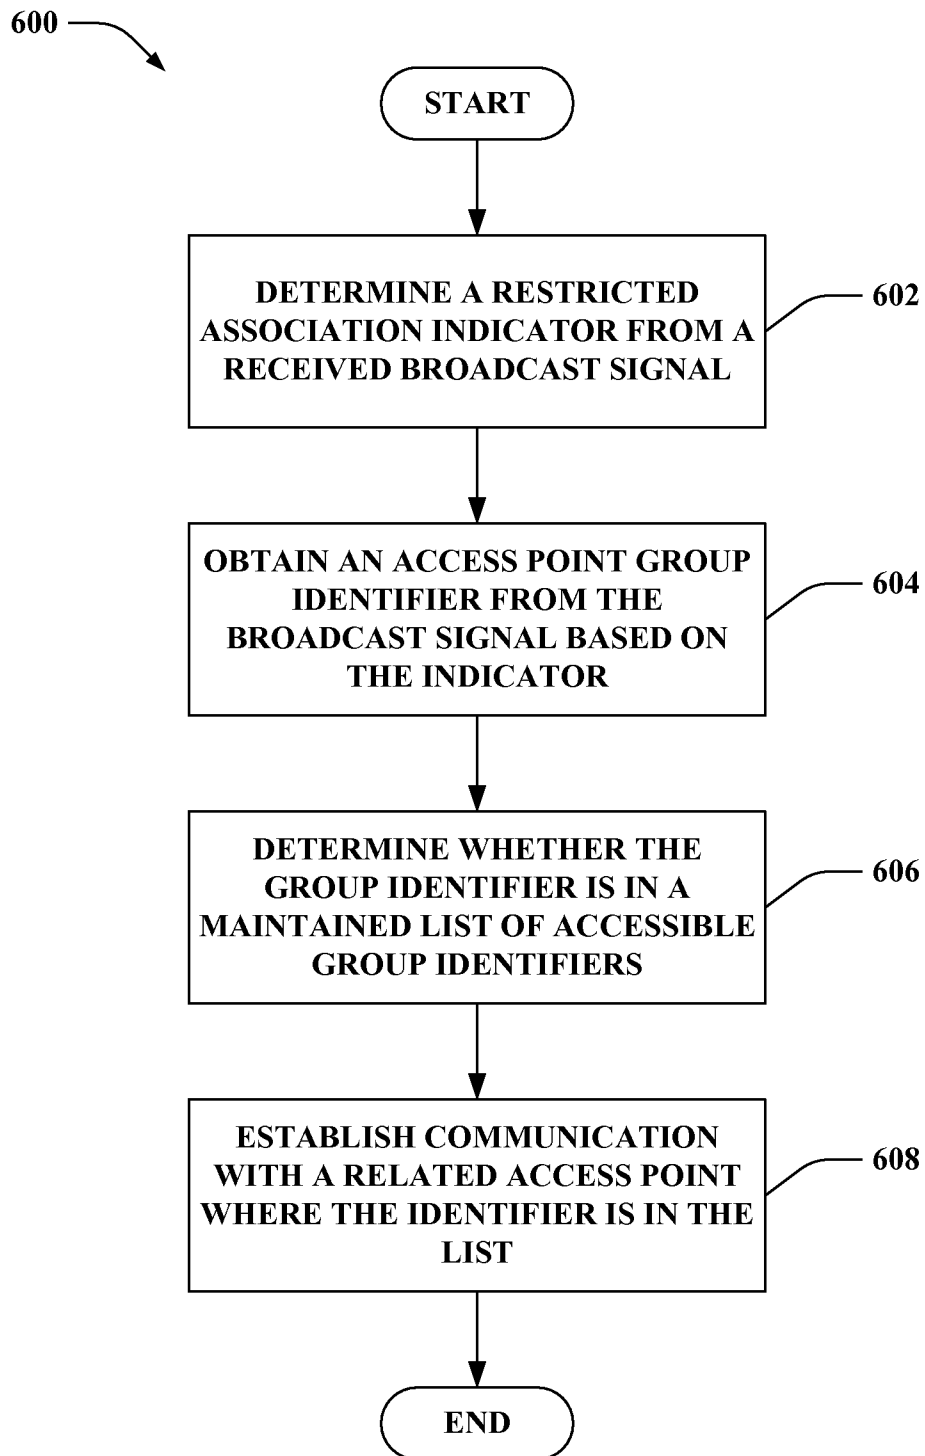 600
START
DETERMINE A RESTRICTED
ASSOCIATION INDICATOR FROM A
RECEIVED BROADCAST SIGNAL
602
OBTAIN AN ACCESS POINT GROUP
IDENTIFIER FROM THE
BROADCAST SIGNAL BASED ON
THE INDICATOR
604
DETERMINE WHETHER THE
GROUP IDENTIFIER IS IN A
MAINTAINED LIST OF ACCESSIBLE
GROUP IDENTIFIERS
606
ESTABLISH COMMUNICATION
WITH A RELATED ACCESS POINT
WHERE THE IDENTIFIER IS IN THE
LIST
608
END